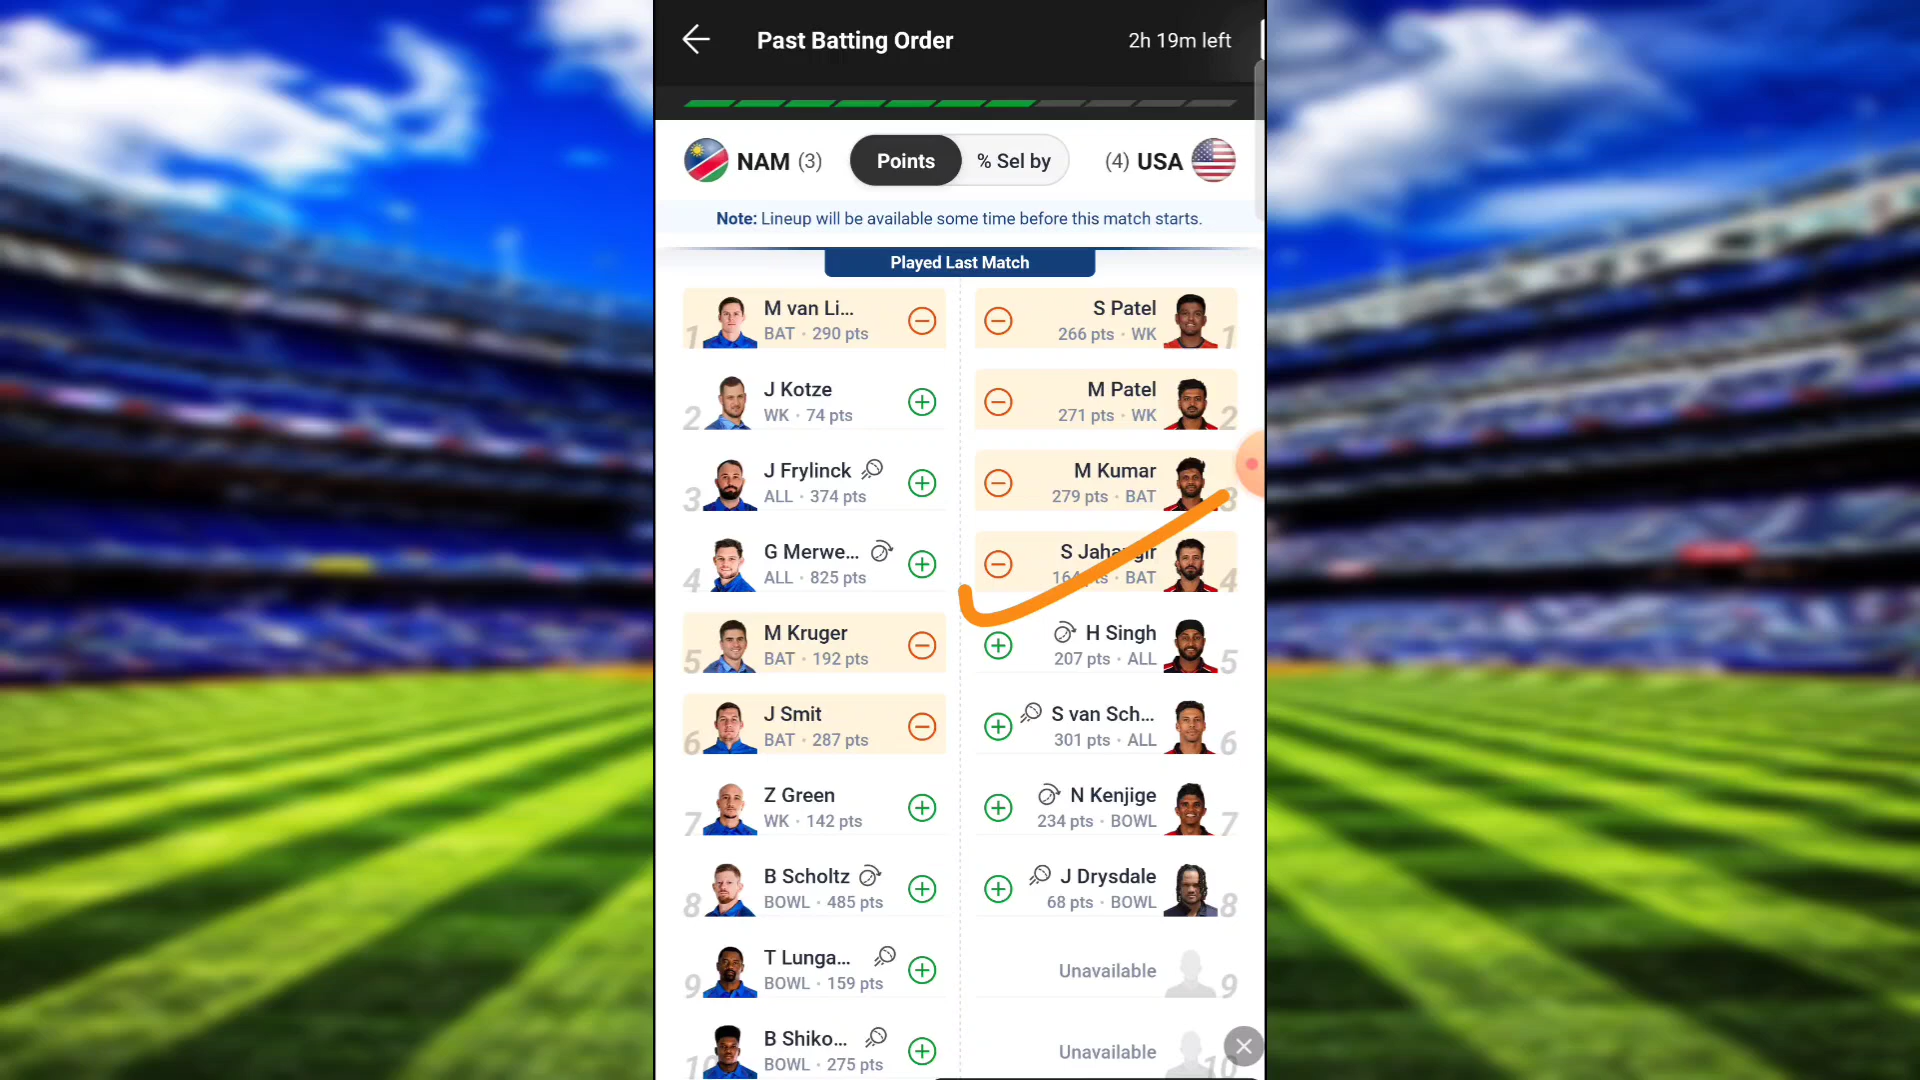 Past Batting Order
2h 19m left
NAM (3)
Points
% Sel by
(4) USA
Note: Lineup will be available some time before this match starts.
Played Last Match
1
M van Li...
BAT · 290 pts
S Patel
266 pts · WK
1
2
J Kotze
WK · 74 pts
M Patel
271 pts · WK
2
3
J Frylinck
ALL · 374 pts
M Kumar
279 pts · BAT
3
4
G Merwe...
ALL · 825 pts
S Jahangir
164 pts · BAT
4
5
M Kruger
BAT · 192 pts
H Singh
207 pts · ALL
5
6
J Smit
BAT · 287 pts
S van Sch...
301 pts · ALL
6
7
Z Green
WK · 142 pts
N Kenjige
234 pts · BOWL
7
8
B Scholtz
BOWL · 485 pts
J Drysdale
68 pts · BOWL
8
9
T Lunga...
BOWL · 159 pts
Unavailable
9
10
B Shiko...
BOWL · 275 pts
Unavailable
10